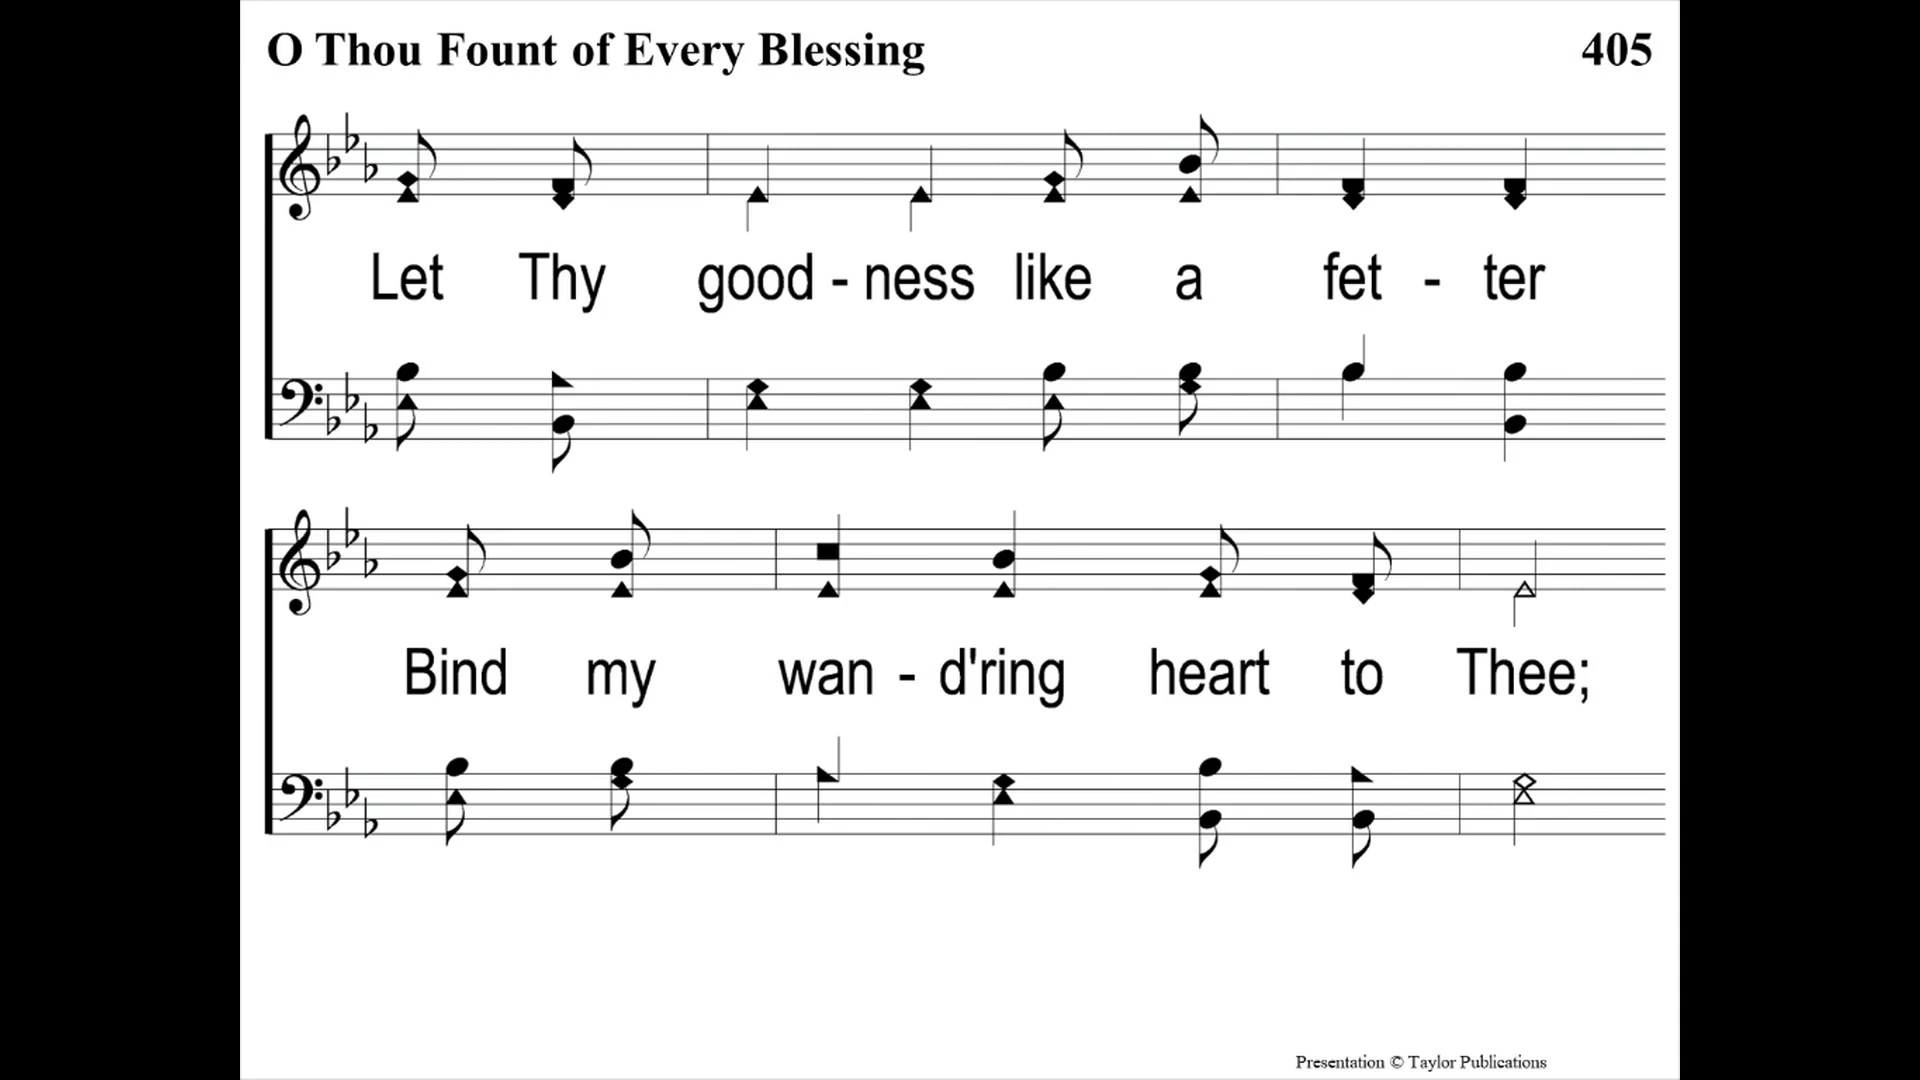 O Thou Fount of Every Blessing 405
Let Thy good - ness like a fet - ter
Bind my wan - d'ring heart to Thee;
Presentation © Taylor Publications